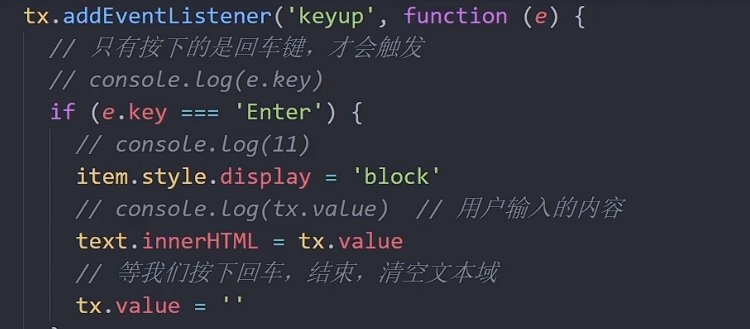 tx.addEventListener('keyup', function (e) {
// 只有按下的是回车键，才会触发
// console.log(e.key)
if (e.key === 'Enter') {
// console.log(11)
item.style.display = 'block'
// console.log(tx.value)  // 用户输入的内容
text.innerHTML = tx.value
// 等我们按下回车，结束，清空文本域
tx.value = ''